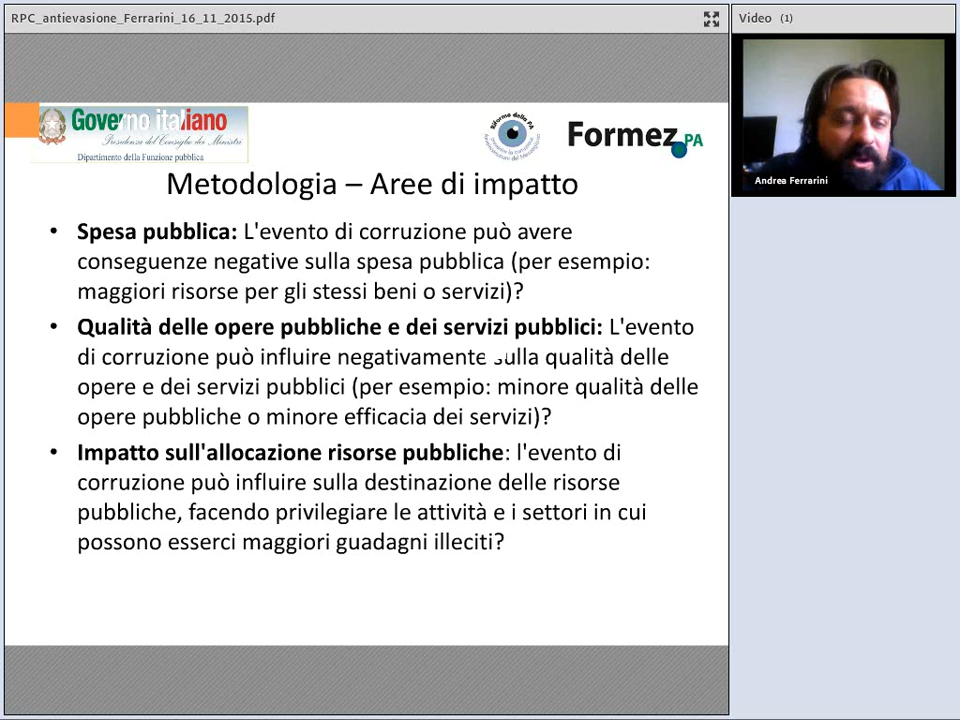 RPC_antievasione_Ferrarini_16_11_2015.pdf
Video (1)
Governo italiano
Presidenza del Consiglio dei Ministri
Dipartimento della Funzione pubblica
Riforme della PA
Formez PA
Andrea Ferrarini
Metodologia – Aree di impatto
• Spesa pubblica: L'evento di corruzione può avere
conseguenze negative sulla spesa pubblica (per esempio:
maggiori risorse per gli stessi beni o servizi)?
• Qualità delle opere pubbliche e dei servizi pubblici: L'evento
di corruzione può influire negativamente sulla qualità delle
opere e dei servizi pubblici (per esempio: minore qualità delle
opere pubbliche o minore efficacia dei servizi)?
• Impatto sull'allocazione risorse pubbliche: l'evento di
corruzione può influire sulla destinazione delle risorse
pubbliche, facendo privilegiare le attività e i settori in cui
possono esserci maggiori guadagni illeciti?